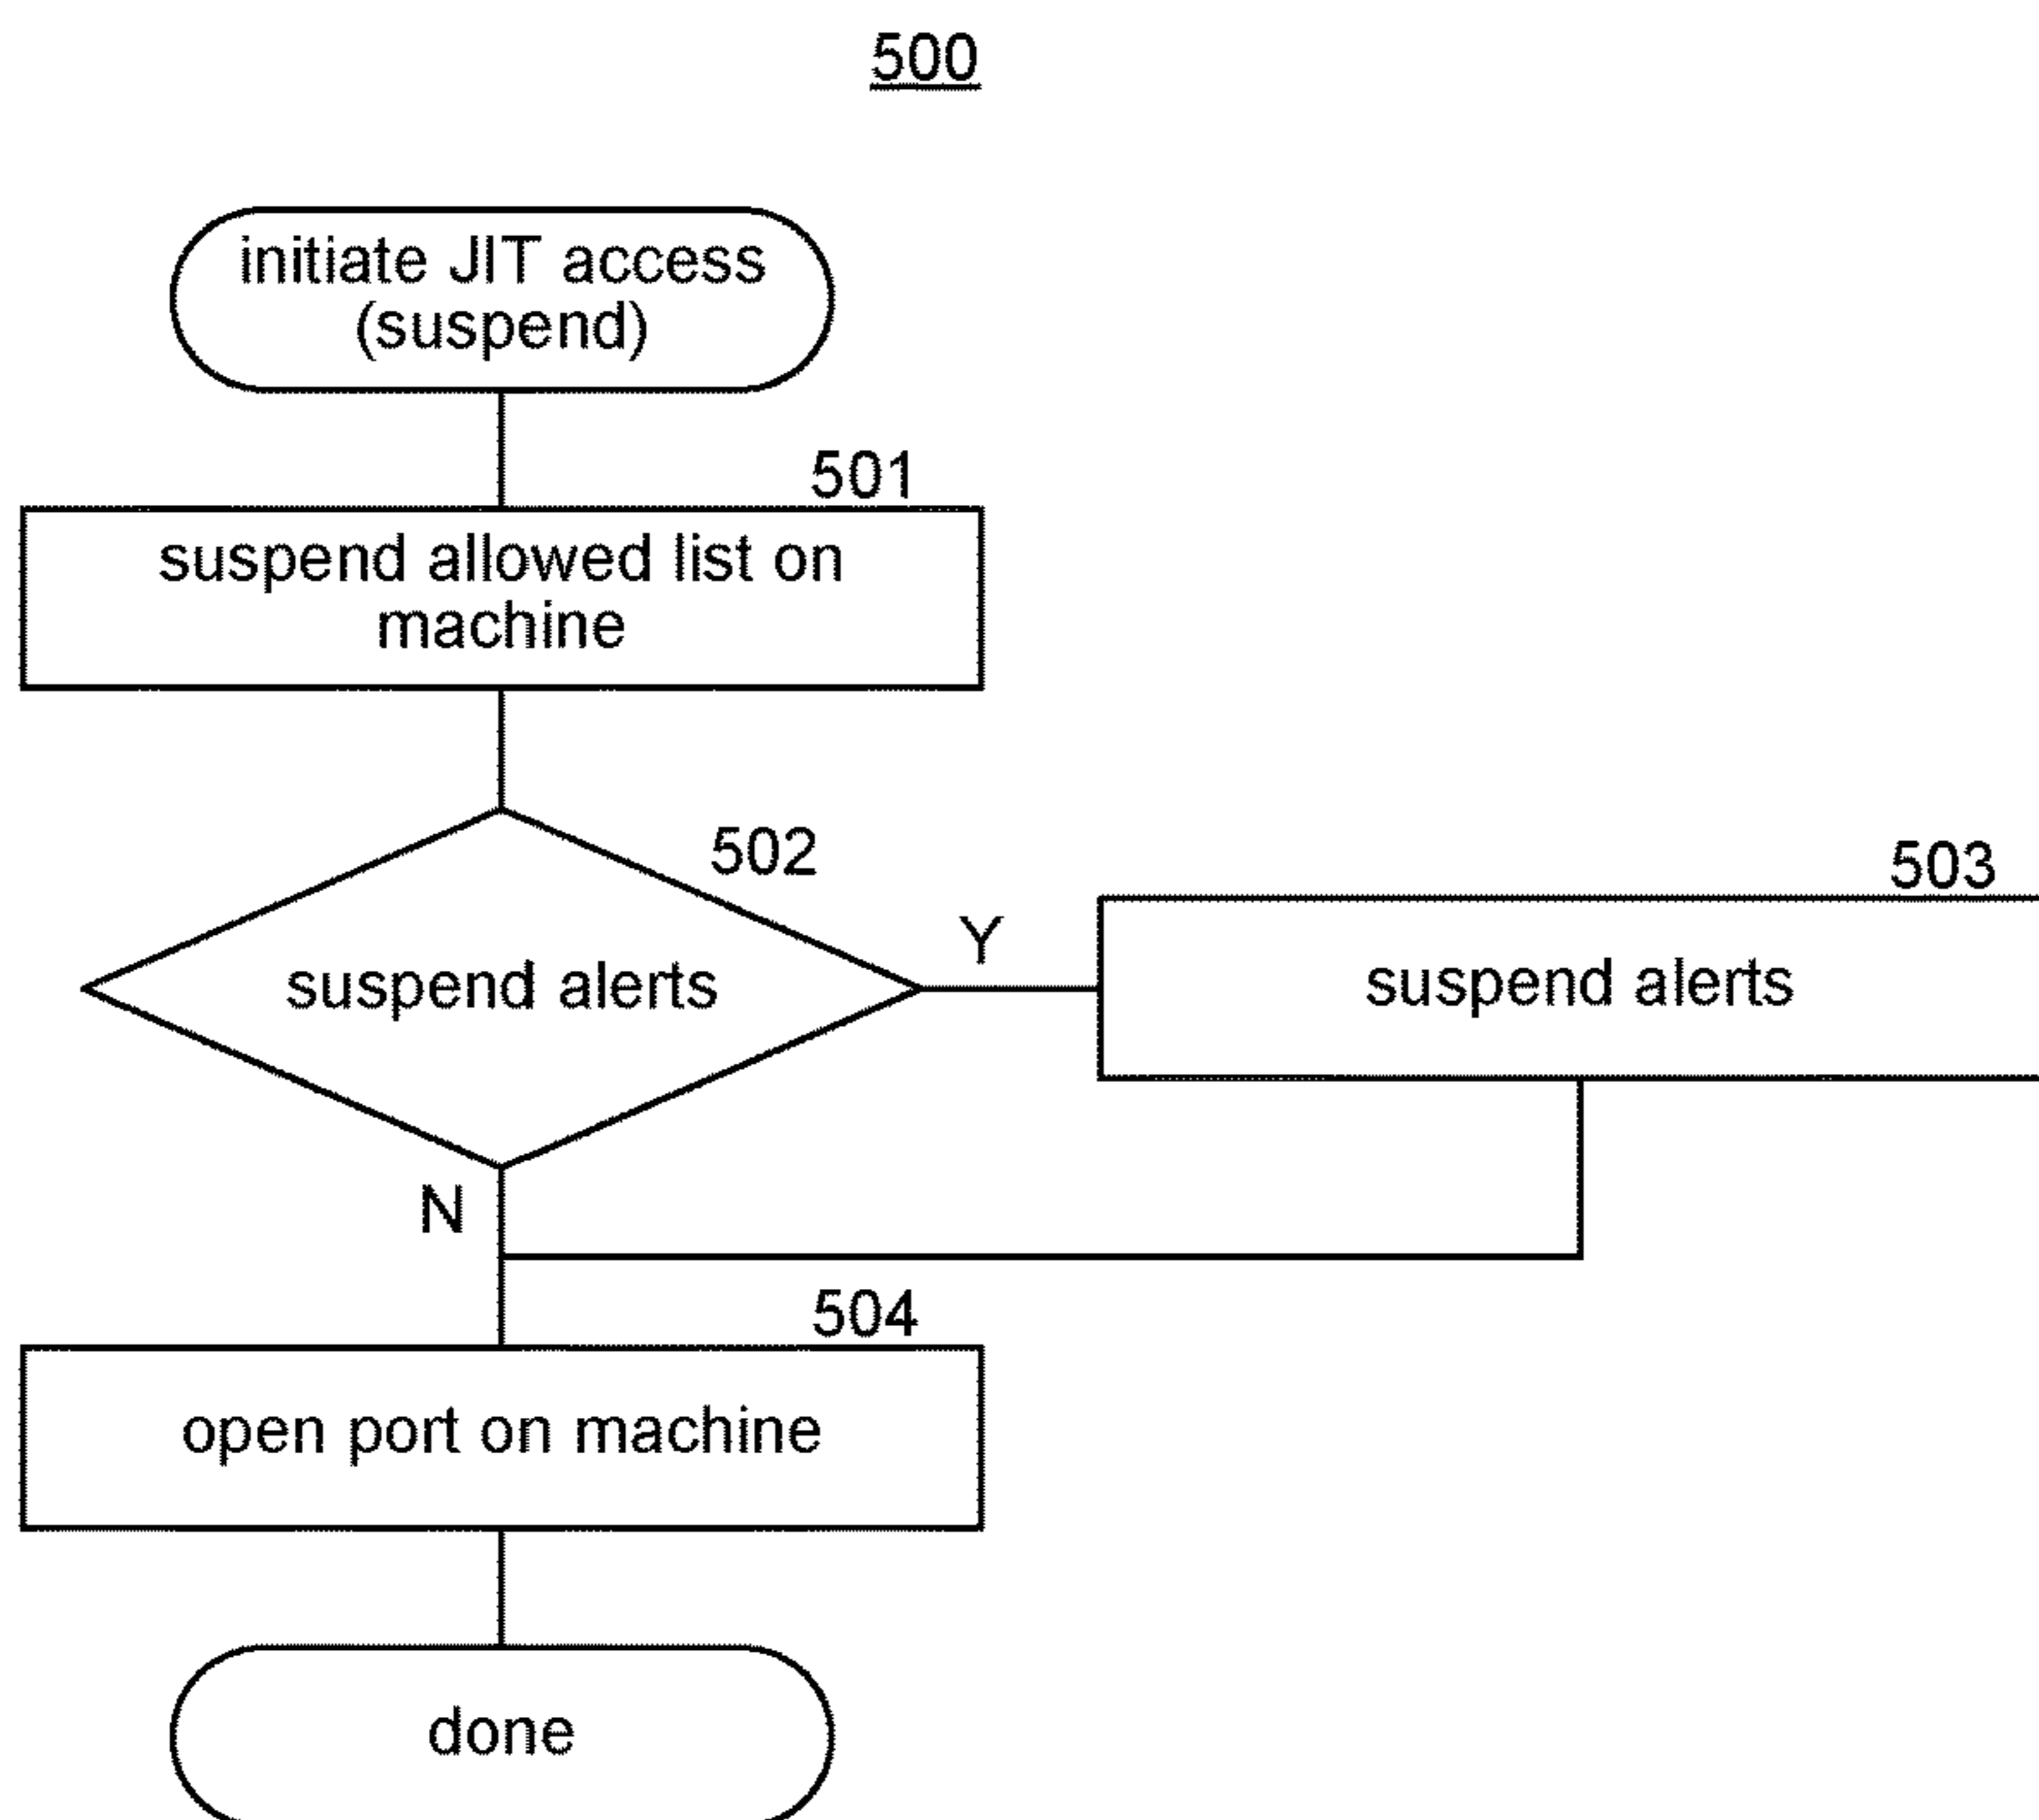 500
initiate JIT access
(suspend)
501
suspend allowed list on
machine
502
suspend alerts
Y
503
suspend alerts
N
504
open port on machine
done